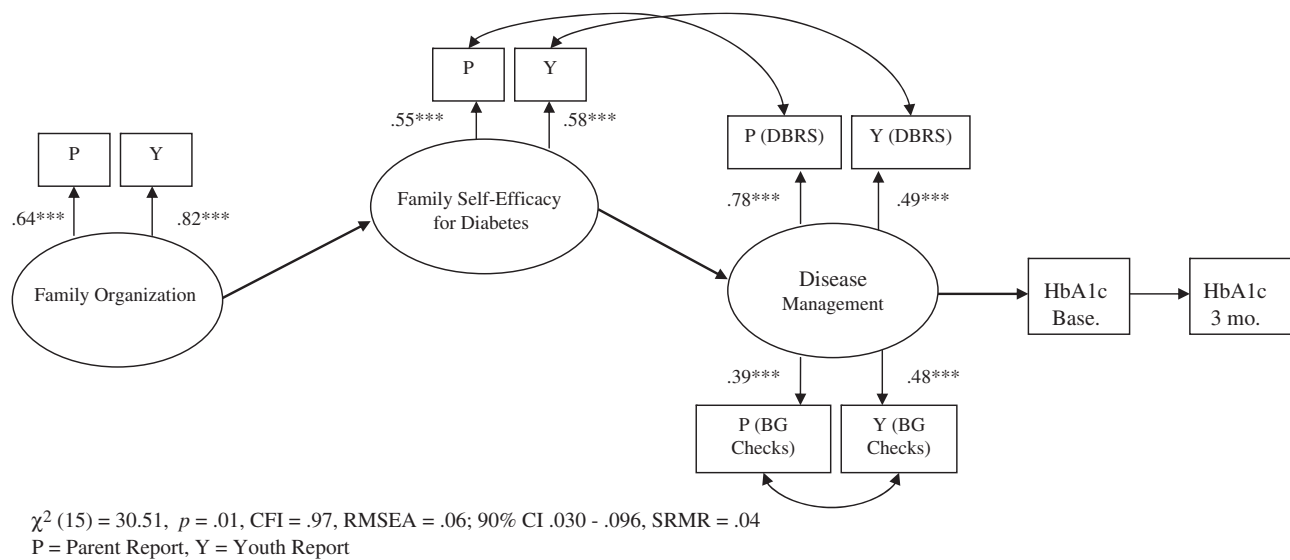 P
Y
.55***
.58***
P (DBRS)
Y (DBRS)
P
Y
.78***
.49***
Family Self-Efficacy
for Diabetes
.64***
.82***
Family Organization
Disease
Management
HbA1c
Base.
HbA1c
3 mo.
.39***
.48***
P (BG
Checks)
Y (BG
Checks)
χ² (15) = 30.51, p = .01, CFI = .97, RMSEA = .06; 90% CI .030 - .096, SRMR = .04
P = Parent Report, Y = Youth Report